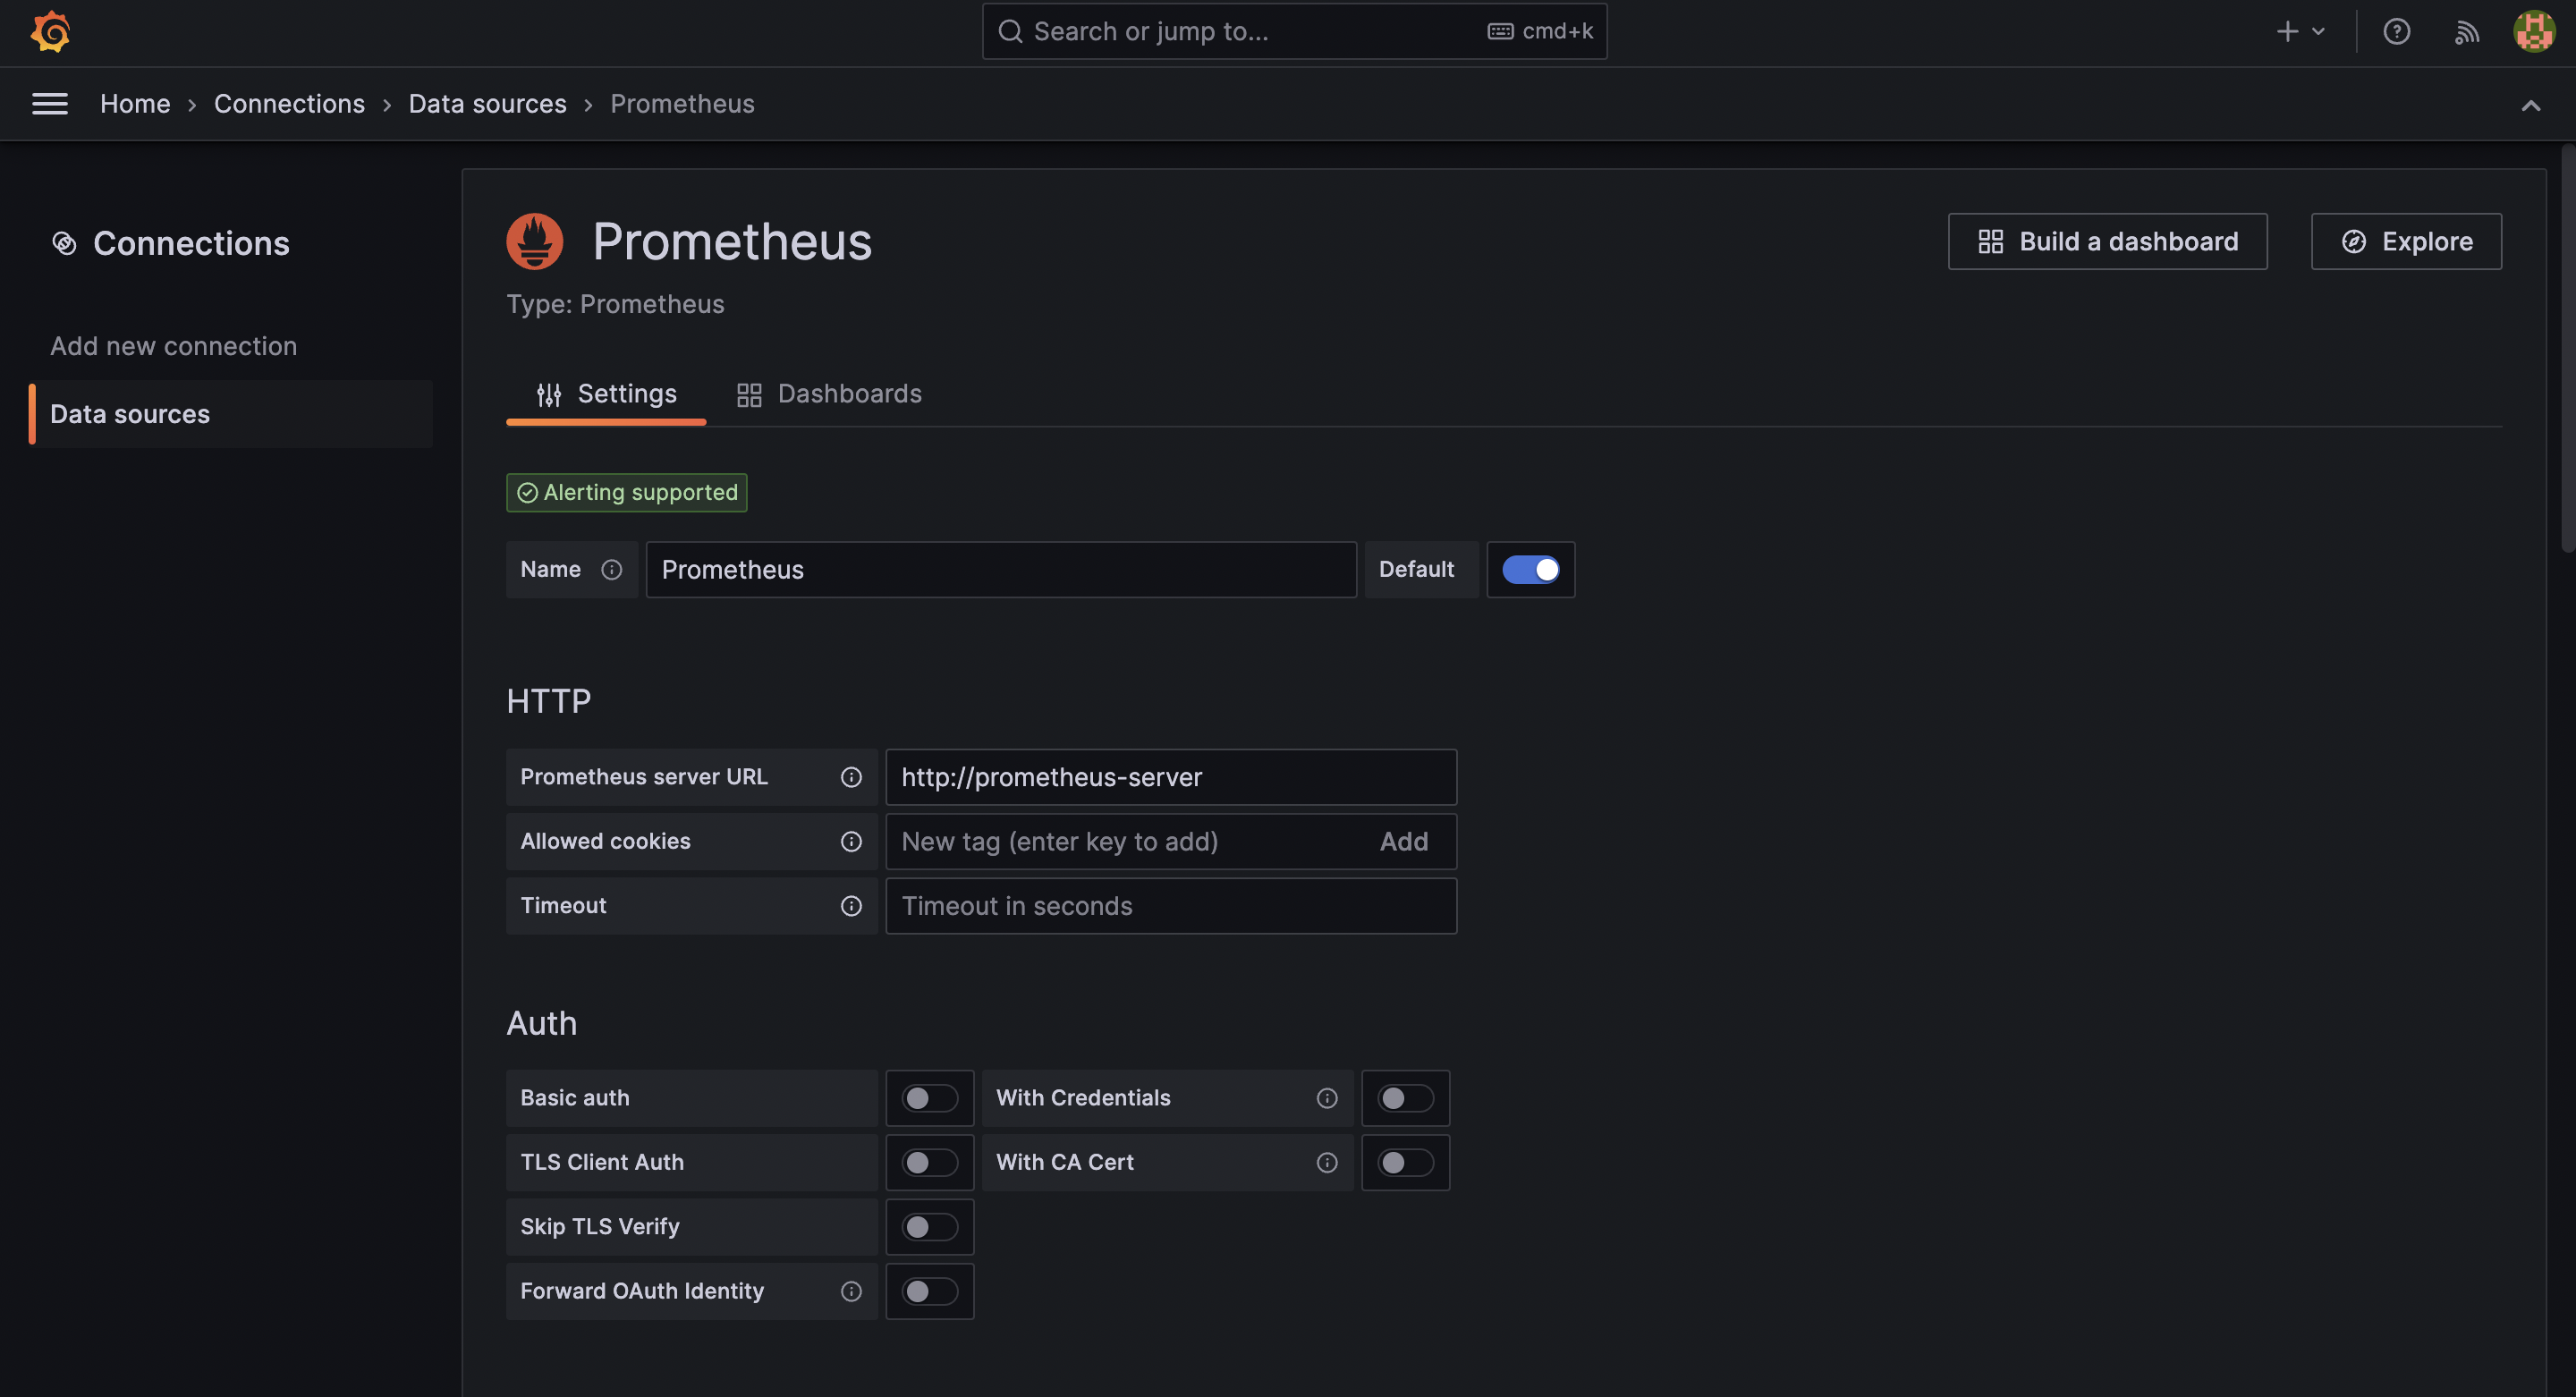 Search or jump to... cmd+k
Home › Connections › Data sources › Prometheus
Connections
Add new connection
Data sources
Prometheus
Build a dashboard
Explore
Type: Prometheus
Settings
Dashboards
Alerting supported
Name
Prometheus
Default
HTTP
Prometheus server URL
http://prometheus-server
Allowed cookies
New tag (enter key to add)
Add
Timeout
Timeout in seconds
Auth
Basic auth
With Credentials
TLS Client Auth
With CA Cert
Skip TLS Verify
Forward OAuth Identity